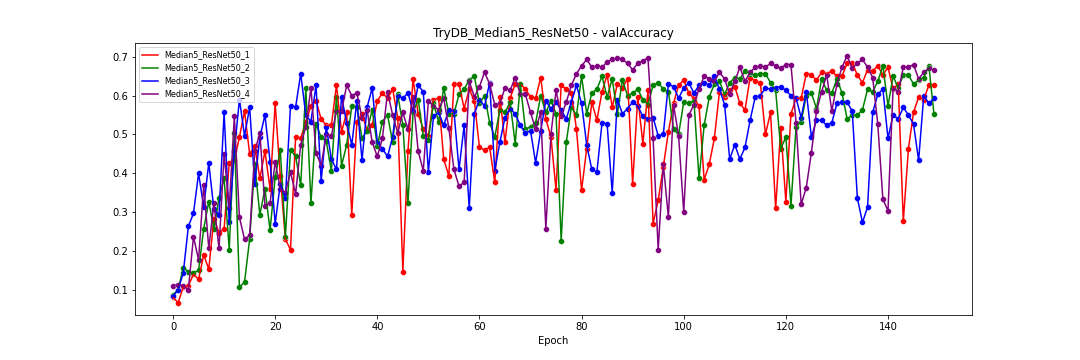 TryDB_Median5_ResNet50 - valAccuracy
Median5_ResNet50_1
Median5_ResNet50_2
Median5_ResNet50_3
Median5_ResNet50_4
0.7
0.6
0.5
0.4
0.3
0.2
0.1
0 20 40 60 80 100 120 140
Epoch